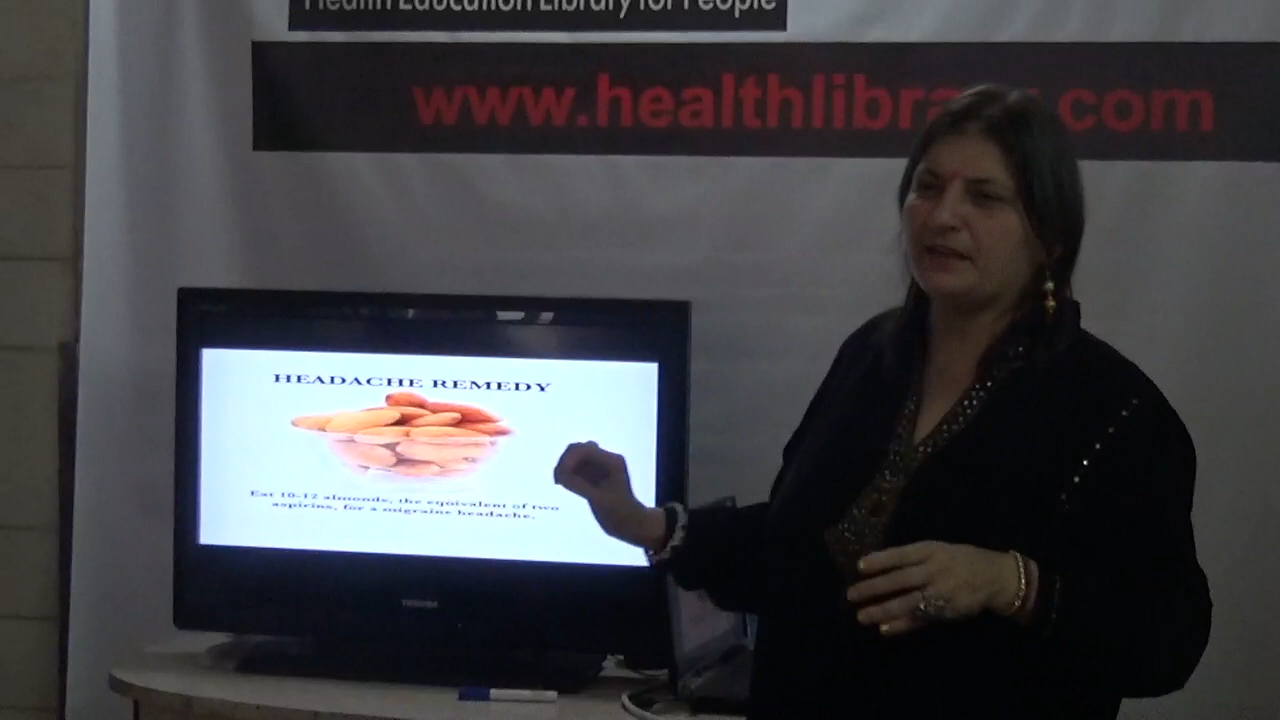 Health Education Library for People
www.healthlibra .com
HEADACHE REMEDY
Eat 10-12 almonds, the equivalent of two
aspirins, for a migraine headache.
TOSHIBA